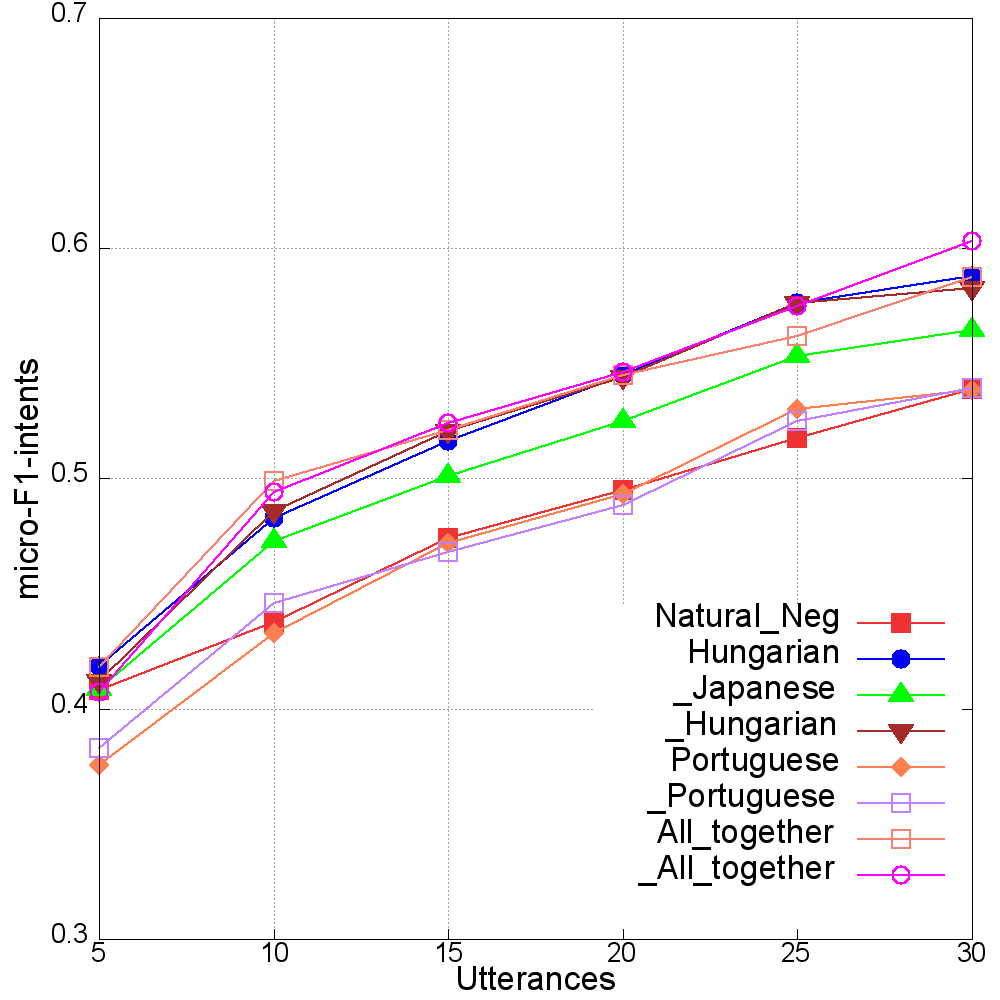 0.7
0.6
0.5
0.4
0.3
micro-F1-intents
Natural_Neg
Hungarian
_Japanese
_Hungarian
Portuguese
_Portuguese
All_together
_All_together
5 10 15 20 25 30
Utterances